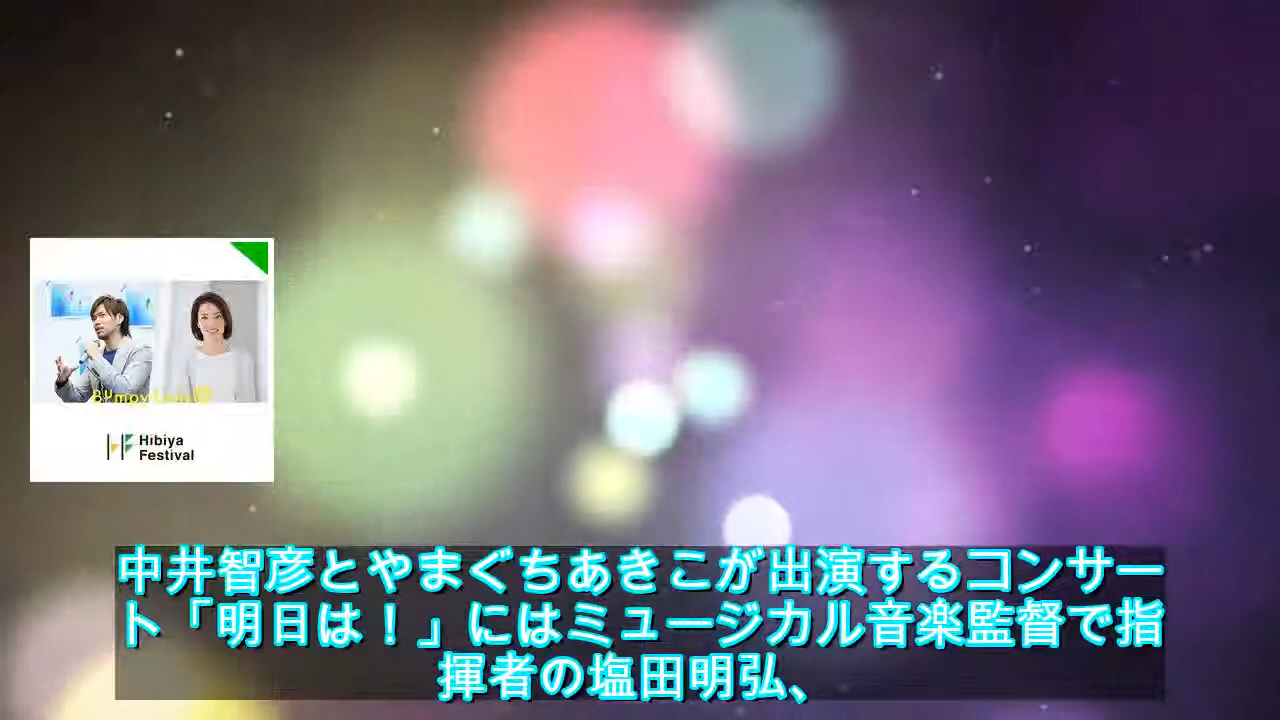 Hibiya
Festival
中井智彦とやまぐちあきこが出演するコンサー
ト「明日は！」にはミュージカル音楽監督で指
揮者の塩田明弘、